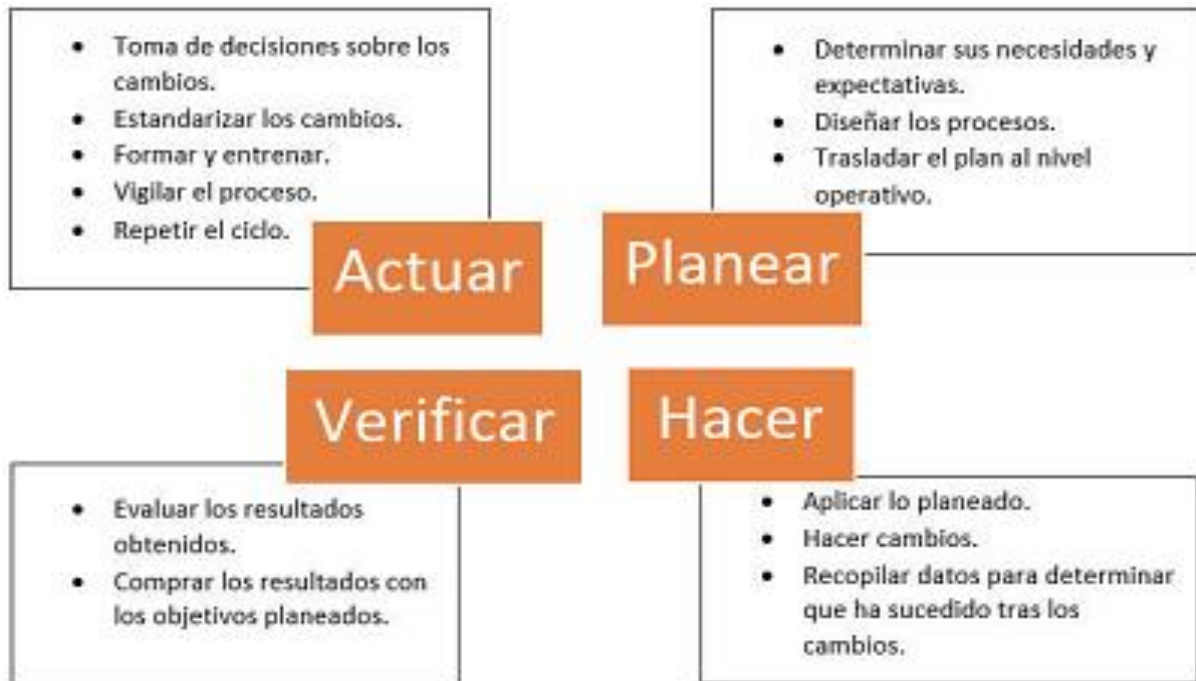 • Toma de decisiones sobre los
cambios.
• Estandarizar los cambios.
• Formar y entrenar.
• Vigilar el proceso.
• Repetir el ciclo.
Actuar
• Determinar sus necesidades y
expectativas.
• Diseñar los procesos.
• Trasladar el plan al nivel
operativo.
Planear
Verificar
• Evaluar los resultados
obtenidos.
• Comprar los resultados con
los objetivos planeados.
Hacer
• Aplicar lo planeado.
• Hacer cambios.
• Recopilar datos para determinar
que ha sucedido tras los
cambios.